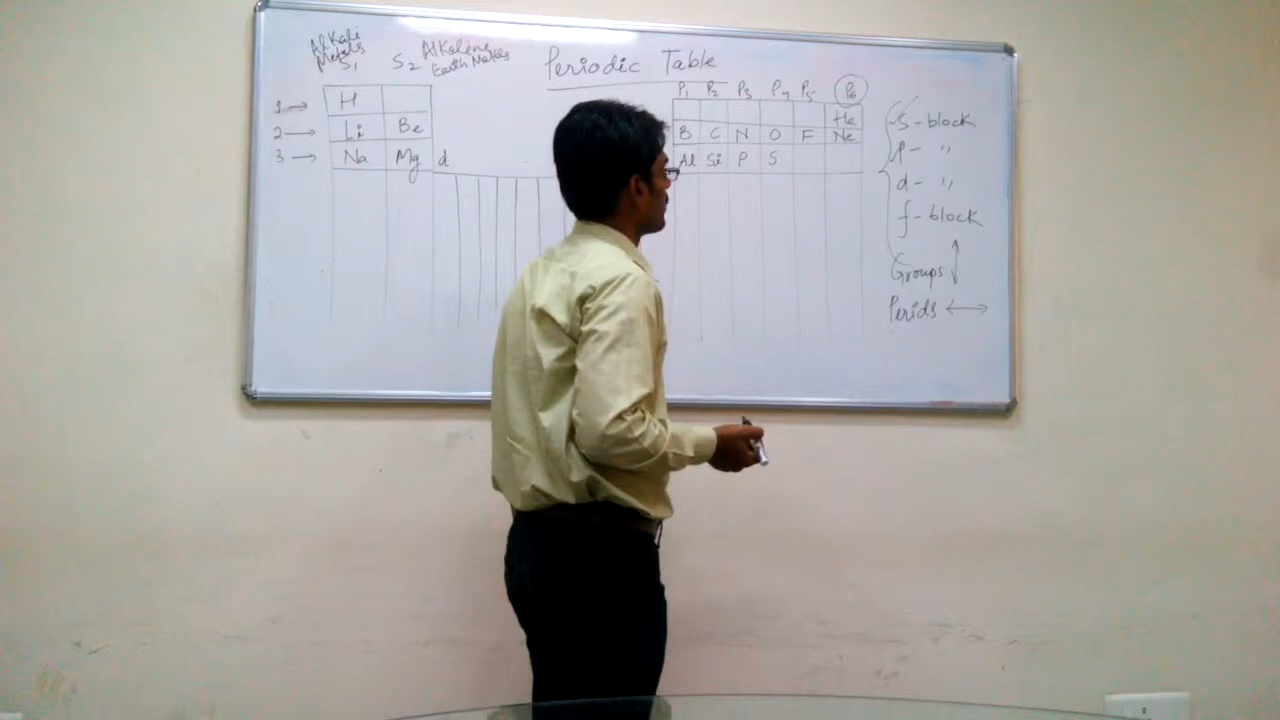 Periodic Table
Alkali
Metals
S1
S2 Alkaline
Earth Metals
P1 P2 P3 P4 P5 P6
1 → H
He
2 → Li Be
B C N O F Ne
3 → Na Mg d
Al Si P S
S-block
p- "
d- "
f-block
Groups ↕
Perids ↔